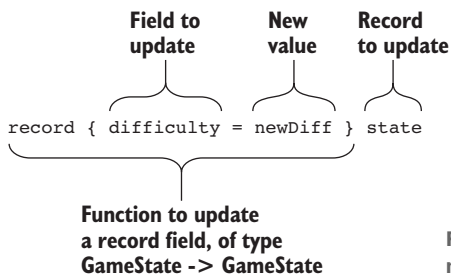 Field to New Record
update value to update
record { difficulty = newDiff } state
Function to update
a record field, of type
GameState -> GameState